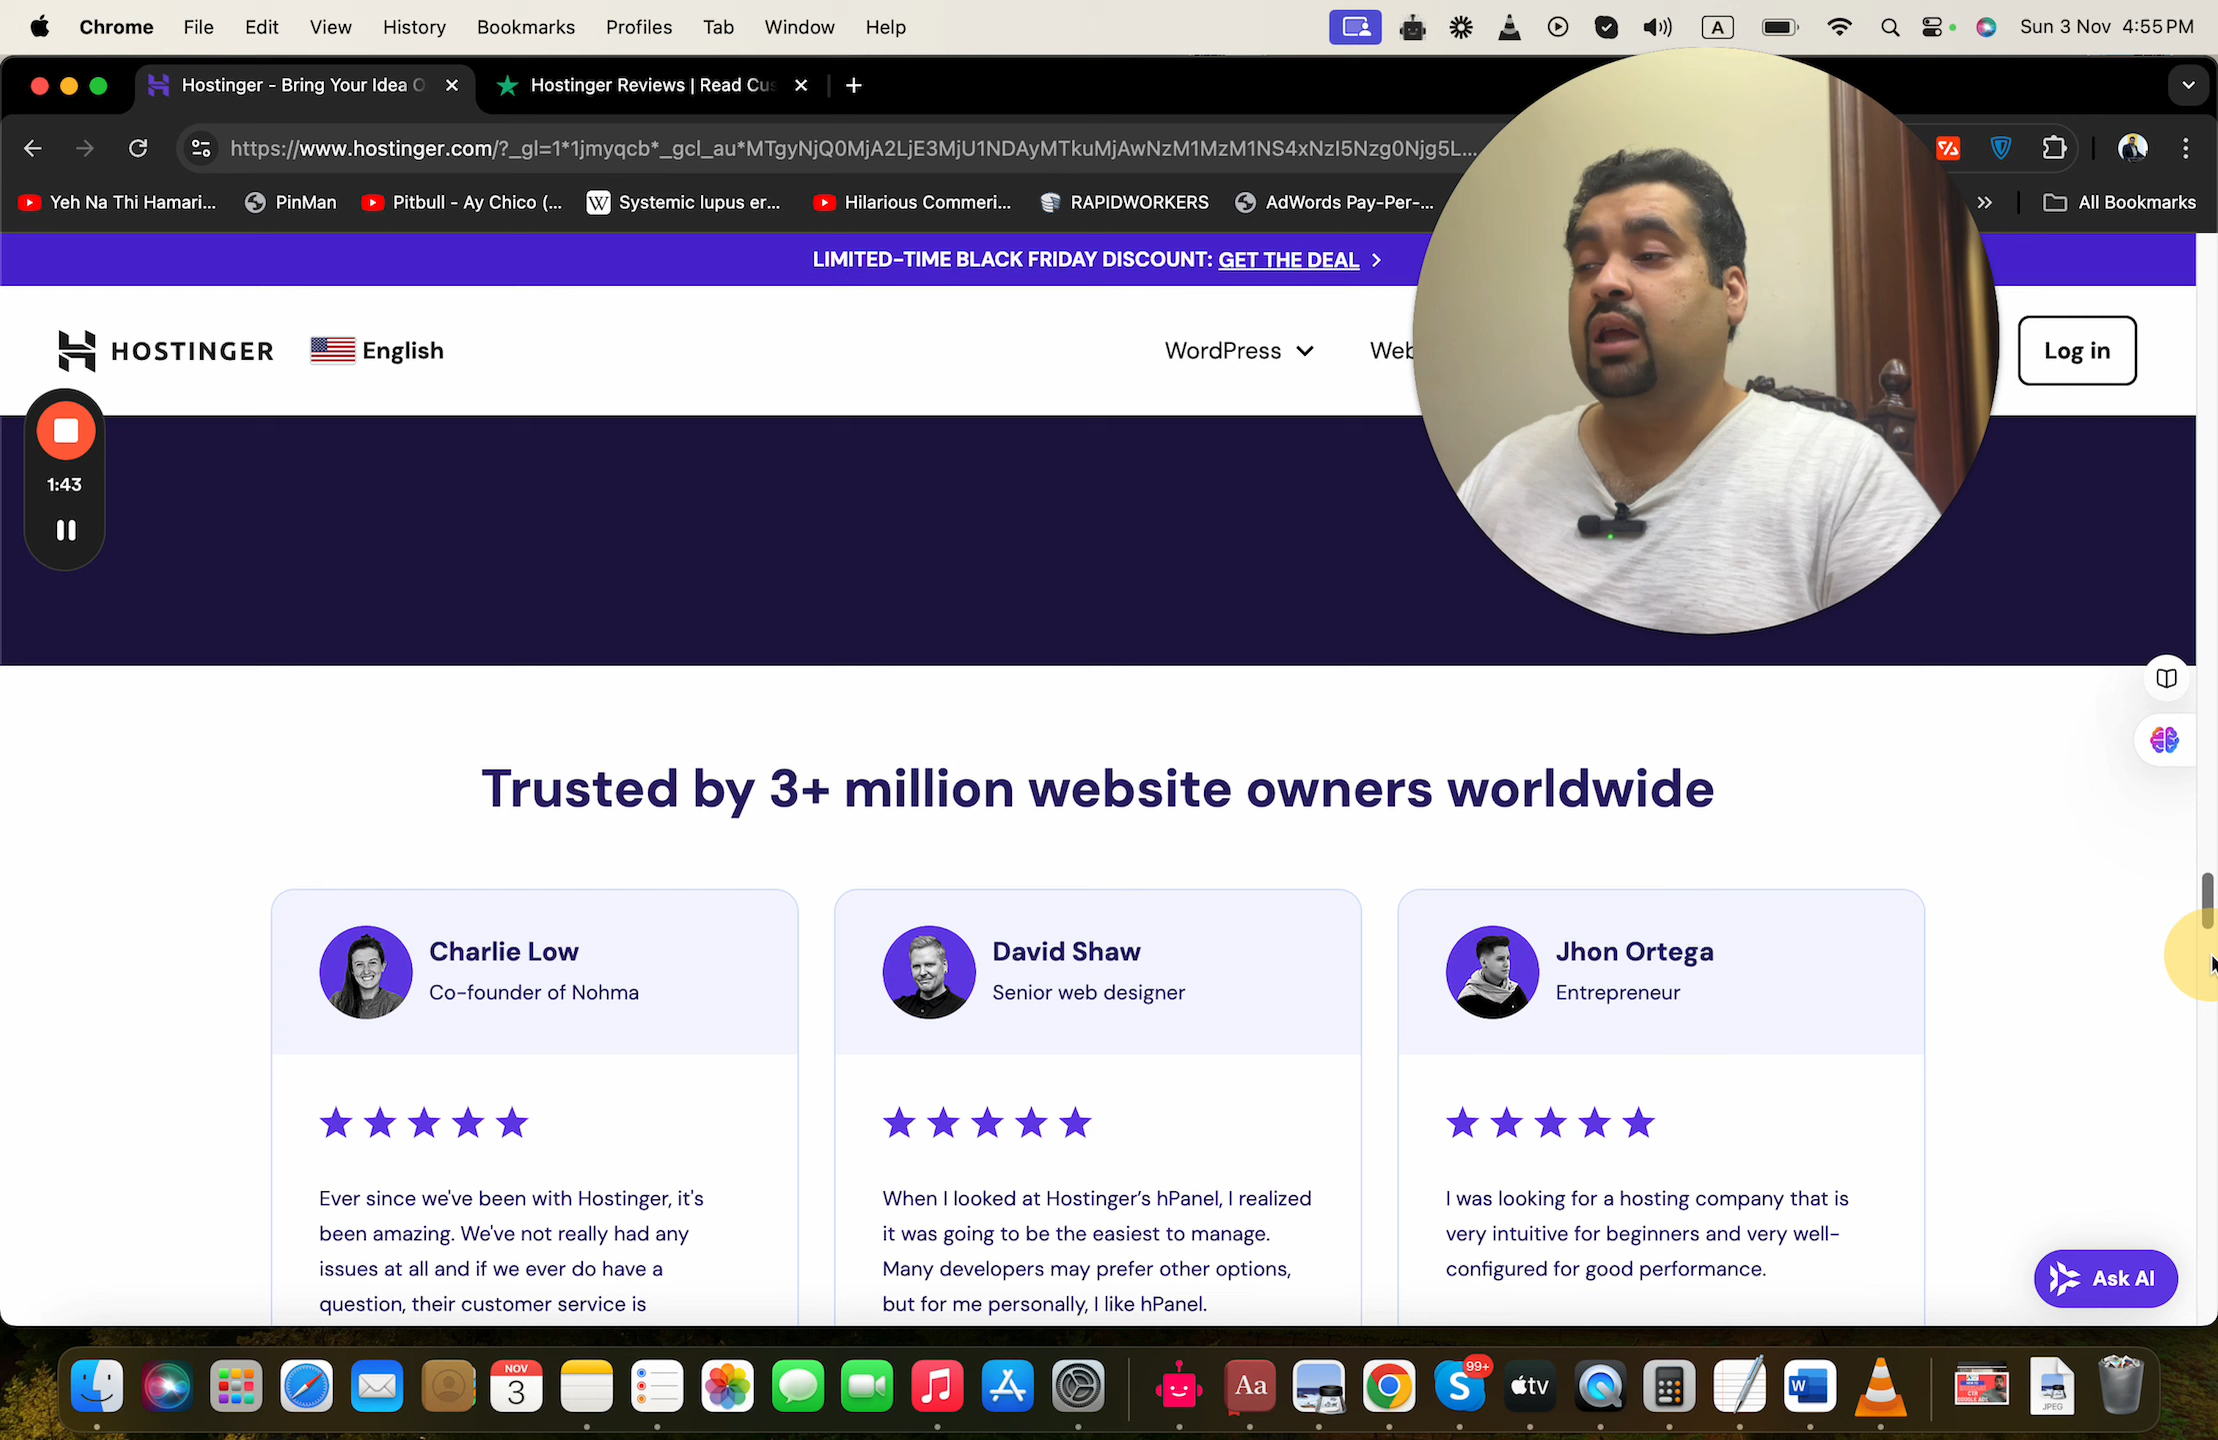 Chrome File Edit View History Bookmarks Profiles Tab Window Help A Sun 3 Nov 4:55 PM
Hostinger - Bring Your Idea O
Hostinger Reviews | Read Cus
https://www.hostinger.com/?_gl=1*1jmyqcb*_gcl_au*MTgyNjQ0MjA2LjE3MjU1NDAyMTkuMjAwNzM1MzM1NS4xNzI5Nzg0Njg5L...
Yeh Na Thi Hamari... PinMan Pitbull - Ay Chico (... W Systemic lupus er... Hilarious Commeri... RAPIDWORKERS AdWords Pay-Per-... All Bookmarks
LIMITED-TIME BLACK FRIDAY DISCOUNT: GET THE DEAL
HOSTINGER English WordPress Web Log in
1:43
Trusted by 3+ million website owners worldwide
Charlie Low
Co-founder of Nohma
Ever since we've been with Hostinger, it's
been amazing. We've not really had any
issues at all and if we ever do have a
question, their customer service is
David Shaw
Senior web designer
When I looked at Hostinger's hPanel, I realized
it was going to be the easiest to manage.
Many developers may prefer other options,
but for me personally, I like hPanel.
Jhon Ortega
Entrepreneur
I was looking for a hosting company that is
very intuitive for beginners and very well-
configured for good performance.
Ask AI
NOV
3
Aa
S
99+
tv
W
JPEG